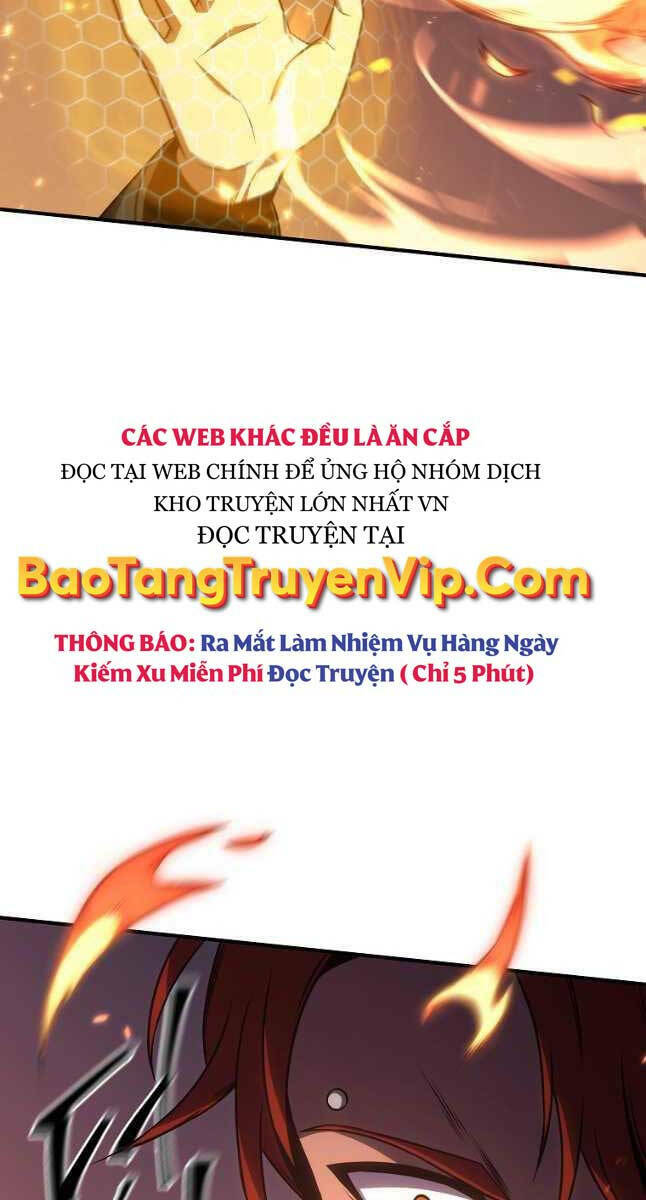 CÁC WEB KHÁC ĐỀU LÀ ĂN CẮP
ĐỌC TẠI WEB CHÍNH ĐỂ ỦNG HỘ NHÓM DỊCH
KHO TRUYỆN LỚN NHẤT VN
ĐỌC TRUYỆN TẠI
BaoTangTruyenVip.Com
THÔNG BÁO: Ra Mắt Làm Nhiệm Vụ Hàng Ngày
Kiếm Xu Miễn Phí Đọc Truyện ( Chỉ 5 Phút)